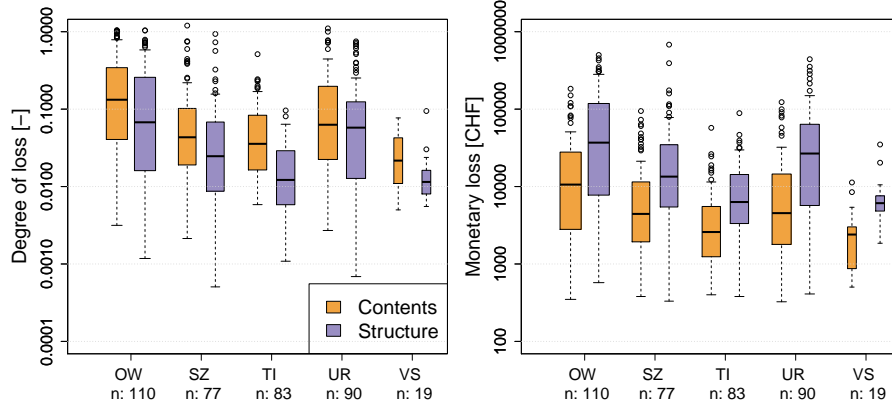 Degree of loss [−]
1.0000
0.1000
0.0100
0.0010
0.0001
Contents
Structure
OW SZ TI UR VS
n: 110 n: 77 n: 83 n: 90 n: 19
Monetary loss [CHF]
1000000
100000
10000
1000
100
OW SZ TI UR VS
n: 110 n: 77 n: 83 n: 90 n: 19